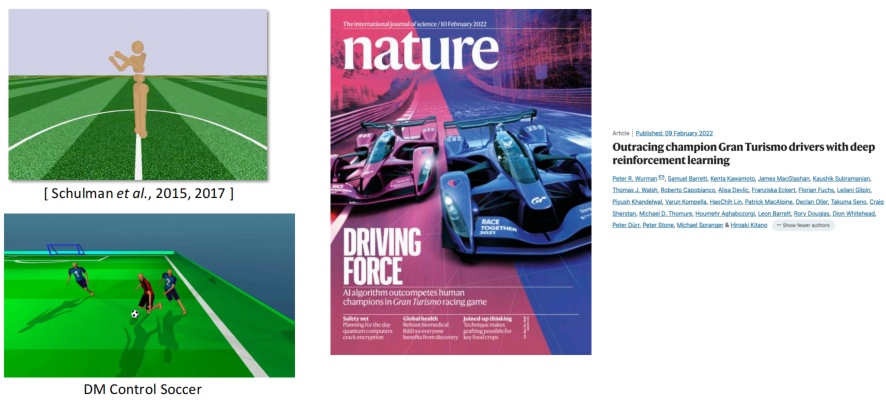 [ Schulman et al., 2015, 2017 ]
DM Control Soccer
The international journal of science / 10 February 2022
nature
RACE
TOGETHER
2021
DRIVING
FORCE
AI algorithm outcompetes human
champions in Gran Turismo racing game
Safety net
Planning for the day
quantum computers
crack encryption
Global health
Reboot biomedical
R&D so everyone
benefits from discovery
Joined-up thinking
Technique makes
grafting possible for
key food crops
Article | Published: 09 February 2022
Outracing champion Gran Turismo drivers with deep
reinforcement learning
Peter R. Wurman, Samuel Barrett, Kenta Kawamoto, James MacGlashan, Kaushik Subramanian,
Thomas J. Walsh, Roberto Capobianco, Alisa Devlic, Franziska Eckert, Florian Fuchs, Leilani Gilpin,
Piyush Khandelwal, Varun Kompella, HaoChih Lin, Patrick MacAlpine, Declan Oller, Takuma Seno, Craig
Sherstan, Michael D. Thomure, Houmehr Aghabozorgi, Leon Barrett, Rory Douglas, Dion Whitehead,
Peter Dürr, Peter Stone, Michael Spranger & Hiroaki Kitano — Show fewer authors